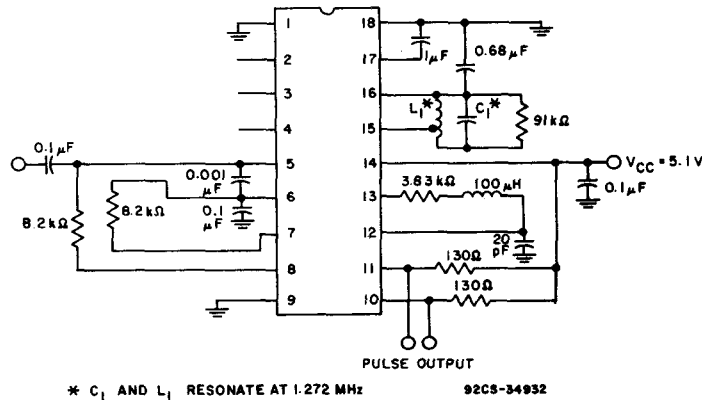 1 18
2 17 1μF 0.68μF
3 16
L1* C1* 91kΩ
4 15
0.1μF 5 14 VCC = 5.1V
0.001 μF 3.83kΩ 100μH 0.1μF
8.2kΩ 8.2kΩ 6 13
0.1 μF
7 12 20 pF
130Ω
8 11
130Ω
9 10
PULSE OUTPUT
* C1 AND L1 RESONATE AT 1.272 MHz 92CS-34932